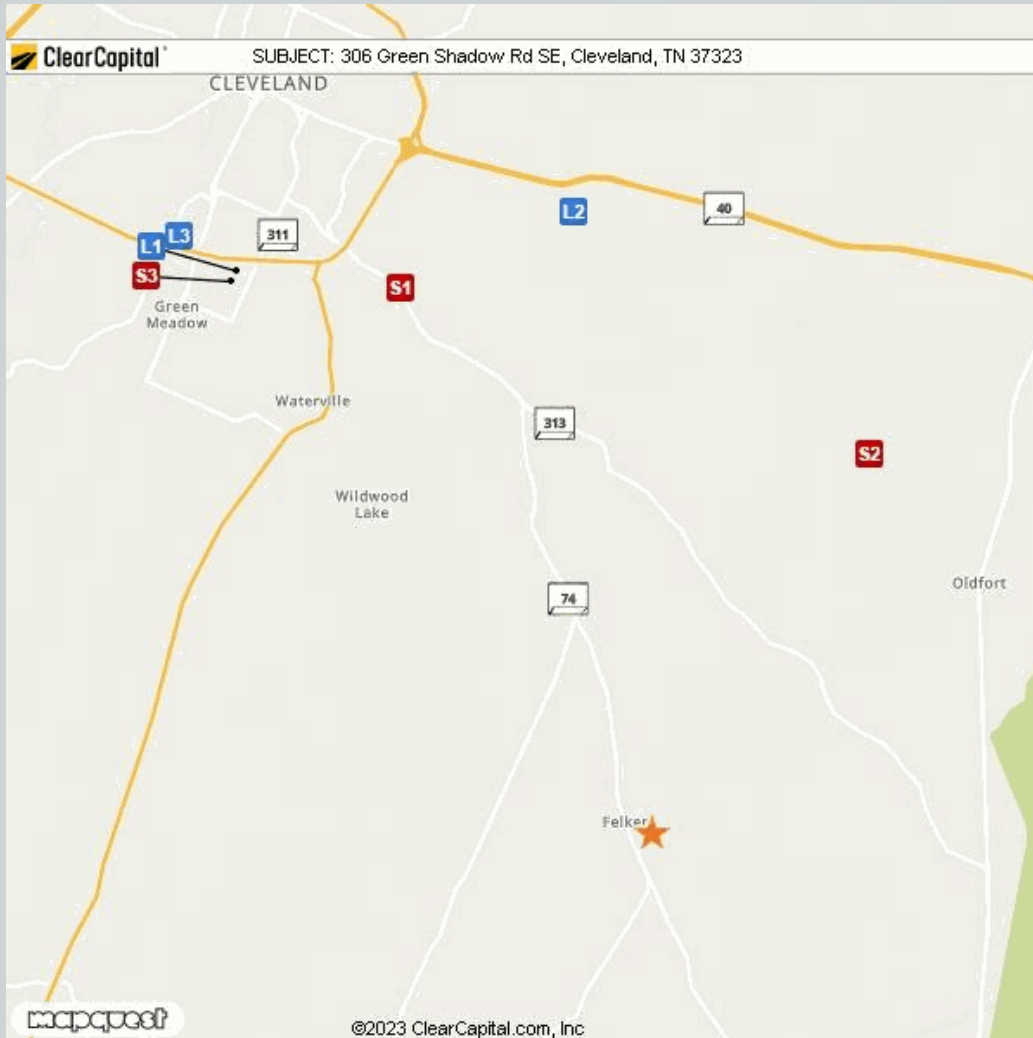 ClearCapital
SUBJECT: 306 Green Shadow Rd SE, Cleveland, TN 37323
CLEVELAND
L2
40
L3
L1
311
S3
S1
Green
Meadow
Waterville
313
S2
Wildwood
Lake
Oldfort
74
Felker
mapquest
©2023 ClearCapital.com, Inc